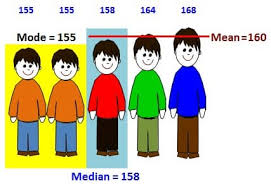 155 155 158 164 168
Mode = 155
Mean=160
Median = 158